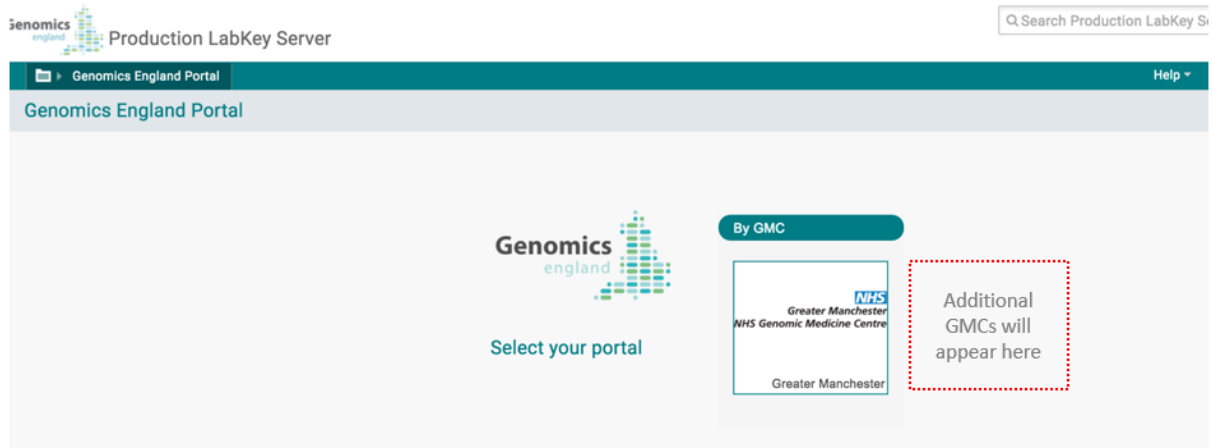 Genomics
england
Production LabKey Server
Search Production LabKey
Genomics England Portal
Help
Genomics England Portal
Genomics
england
Select your portal
By GMC
NHS
Greater Manchester
NHS Genomic Medicine Centre
Greater Manchester
Additional
GMCs will
appear here